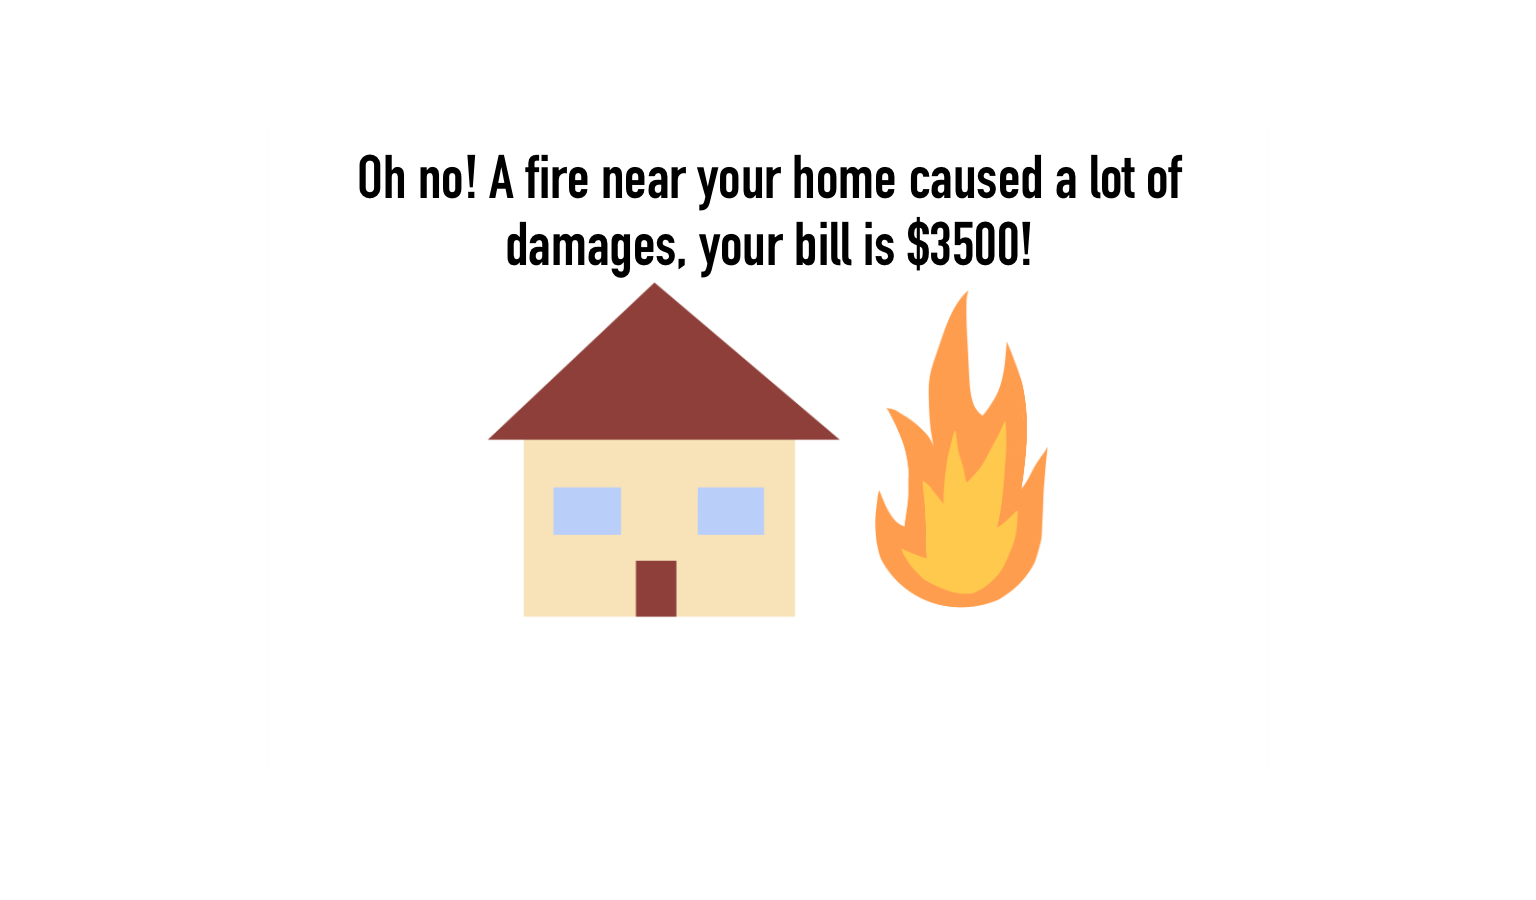 Oh no! A fire near your home caused a lot of
damages, your bill is $3500!